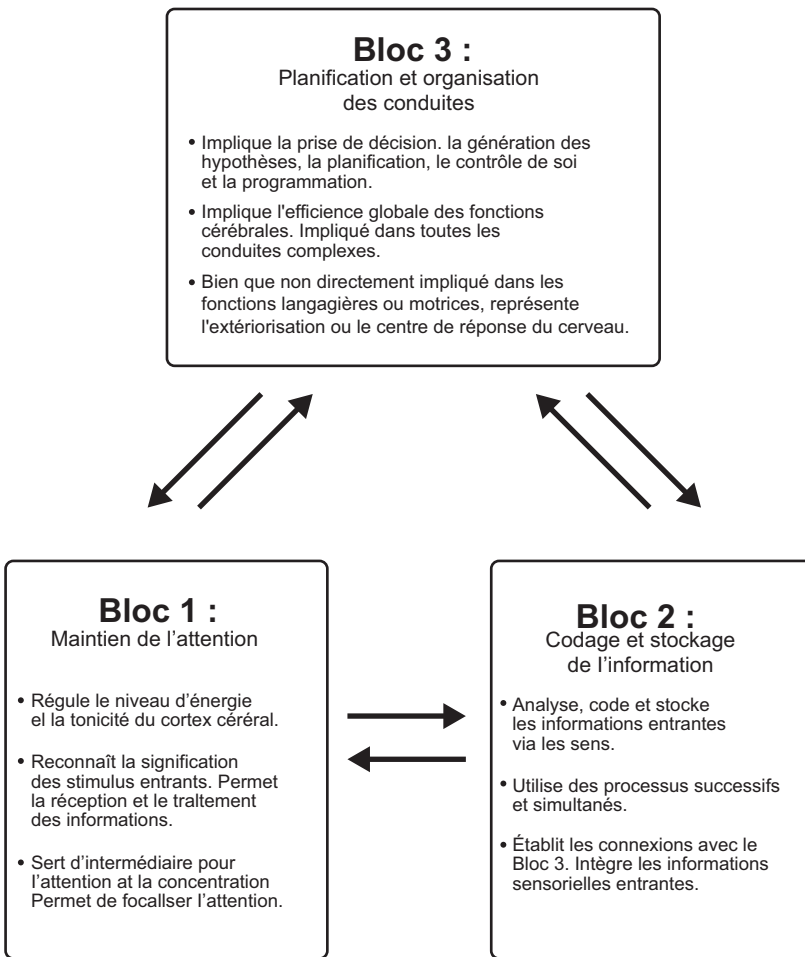 Bloc 3 :
Planification et organisation
des conduites
• Implique la prise de décision. la génération des
hypothèses, la planification, le contrôle de soi
et la programmation.
• Implique l'efficience globale des fonctions
cérébrales. Impliqué dans toutes les
conduites complexes.
• Bien que non directement impliqué dans les
fonctions langagières ou motrices, représente
l'extériorisation ou le centre de réponse du cerveau.
Bloc 1 :
Maintien de l’attention
• Régule le niveau d’énergie
el la tonicité du cortex céréral.
• Reconnaît la signification
des stimulus entrants. Permet
la réception et le traltement
des informations.
• Sert d’intermédiaire pour
l’attention at la concentration
Permet de focallser l’attention.
Bloc 2 :
Codage et stockage
de l’information
• Analyse, code et stocke
les informations entrantes
via les sens.
• Utilise des processus successifs
et simultanés.
• Établit les connexions avec le
Bloc 3. Intègre les informations
sensorielles entrantes.